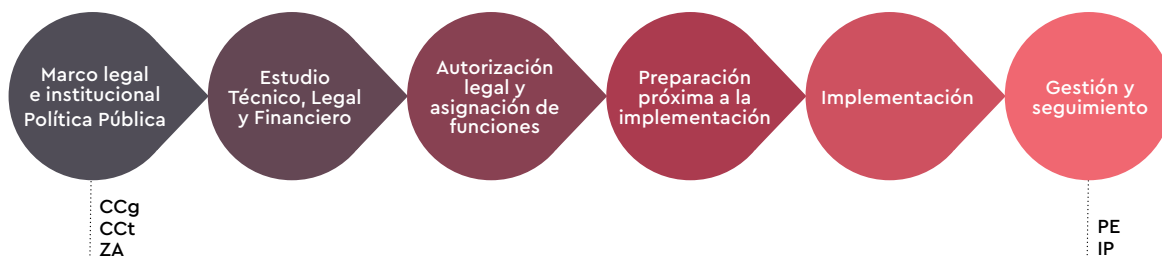 Marco legal
e institucional
Política Pública
Estudio
Técnico, Legal
y Financiero
Autorización
legal y
asignación de
funciones
Preparación
próxima a la
implementación
Implementación
Gestión y
seguimiento
CCg
CCt
ZA
PE
IP